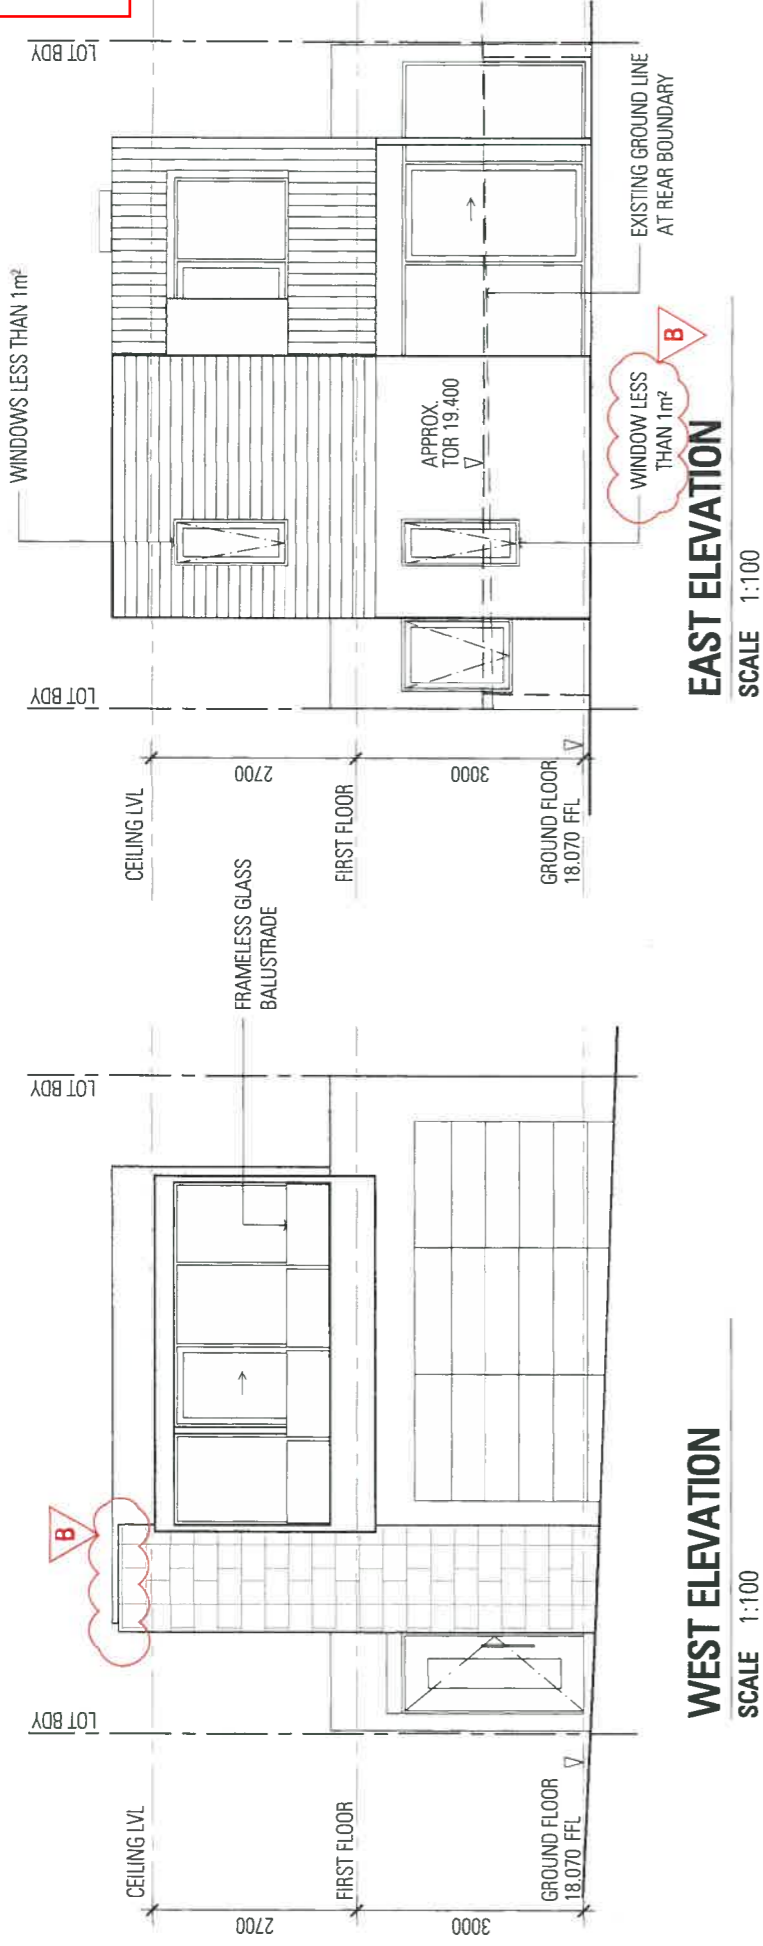 LOT BDY
LOT BDY
CEILING LVL
2700
FIRST FLOOR
3000
GROUND FLOOR
18.070 FFL
B
FRAMELESS GLASS
BALUSTRADE
WEST ELEVATION
SCALE 1:100
LOT BDY
LOT BDY
WINDOWS LESS THAN 1m²
CEILING LVL
2700
FIRST FLOOR
3000
GROUND FLOOR
18.070 FFL
APPROX.
TOR 19.400
WINDOW LESS
THAN 1m²
B
EXISTING GROUND LINE
AT REAR BOUNDARY
EAST ELEVATION
SCALE 1:100